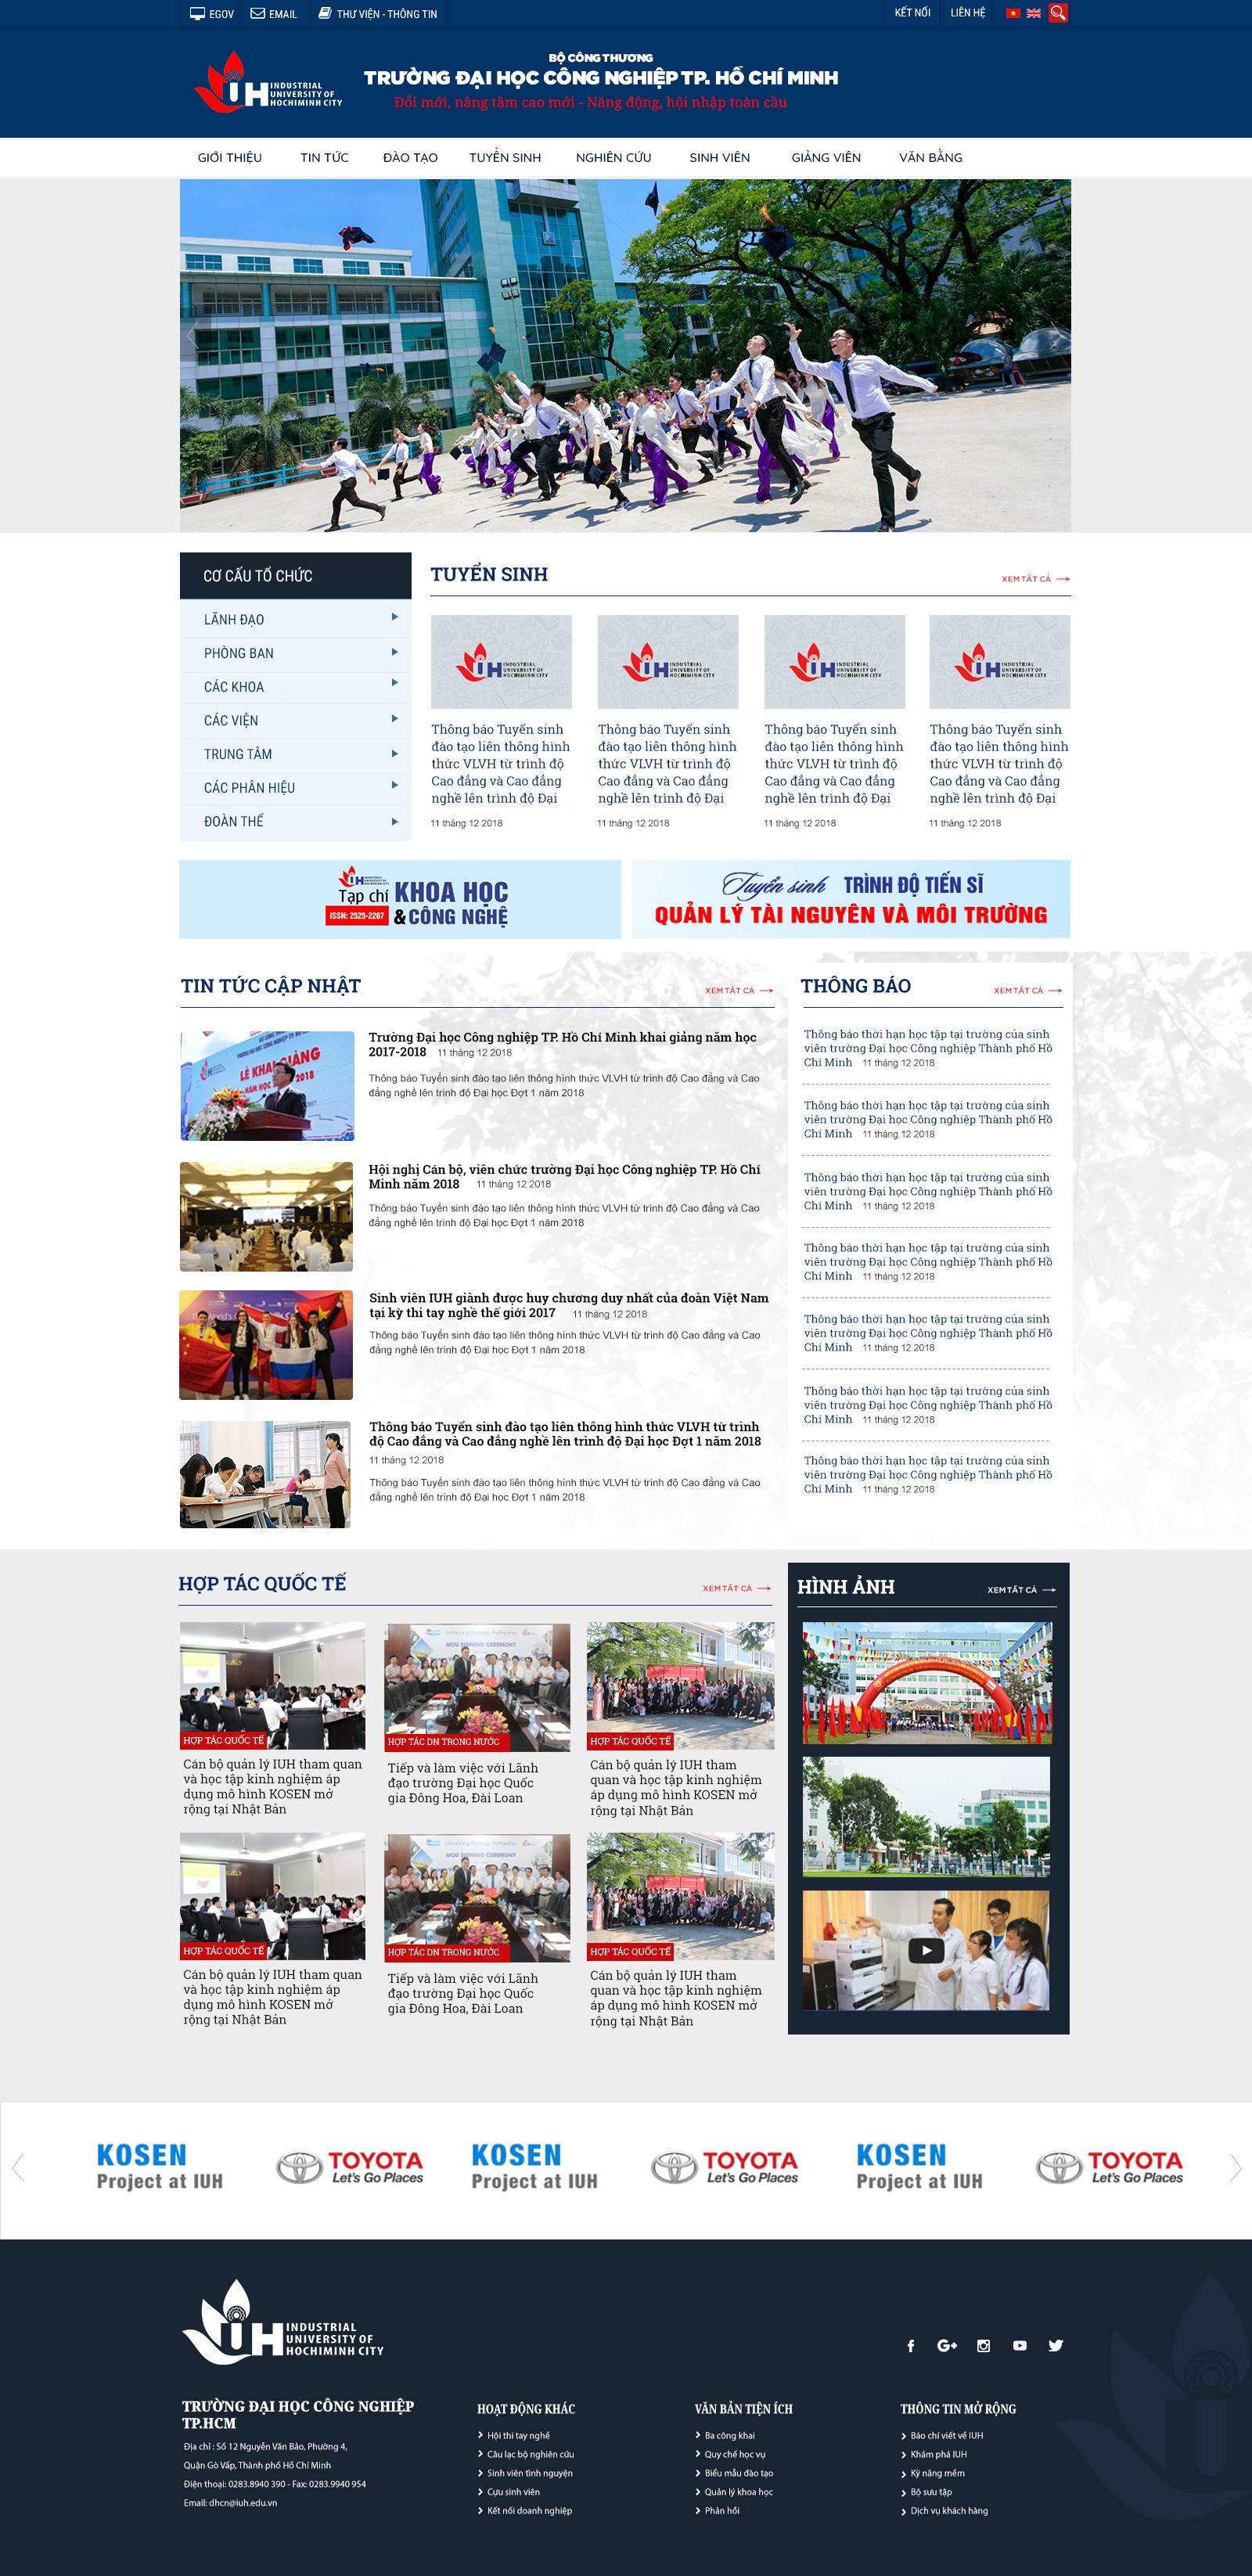 EGOV
EMAIL
THƯ VIỆN - THÔNG TIN
KẾT NỐI
LIÊN HỆ
INDUSTRIAL
UNIVERSITY OF
HOCHIMINH CITY
BỘ CÔNG THƯƠNG
TRƯỜNG ĐẠI HỌC CÔNG NGHIỆP TP. HỒ CHÍ MINH
Đổi mới, nâng tầm cao mới - Năng động, hội nhập toàn cầu
GIỚI THIỆU
TIN TỨC
ĐÀO TẠO
TUYỂN SINH
NGHIÊN CỨU
SINH VIÊN
GIẢNG VIÊN
VĂN BẰNG
CƠ CẤU TỔ CHỨC
LÃNH ĐẠO
PHÒNG BAN
CÁC KHOA
CÁC VIỆN
TRUNG TÂM
CÁC PHÂN HIỆU
ĐOÀN THỂ
TUYỂN SINH
XEM TẤT CẢ
INDUSTRIAL
UNIVERSITY OF
HOCHIMINH CITY
Thông báo Tuyển sinh
đào tạo liên thông hình
thức VLVH từ trình độ
Cao đẳng và Cao đẳng
nghề lên trình độ Đại
11 tháng 12 2018
INDUSTRIAL
UNIVERSITY OF
HOCHIMINH CITY
Thông báo Tuyển sinh
đào tạo liên thông hình
thức VLVH từ trình độ
Cao đẳng và Cao đẳng
nghề lên trình độ Đại
11 tháng 12 2018
INDUSTRIAL
UNIVERSITY OF
HOCHIMINH CITY
Thông báo Tuyển sinh
đào tạo liên thông hình
thức VLVH từ trình độ
Cao đẳng và Cao đẳng
nghề lên trình độ Đại
11 tháng 12 2018
INDUSTRIAL
UNIVERSITY OF
HOCHIMINH CITY
Thông báo Tuyển sinh
đào tạo liên thông hình
thức VLVH từ trình độ
Cao đẳng và Cao đẳng
nghề lên trình độ Đại
11 tháng 12 2018
Tạp chí KHOA HỌC
ISSN: 2525-2267 & CÔNG NGHỆ
Tuyển sinh TRÌNH ĐỘ TIẾN SĨ
QUẢN LÝ TÀI NGUYÊN VÀ MÔI TRƯỜNG
TIN TỨC CẬP NHẬT
XEM TẤT CẢ
LỄ KHAI GIẢNG
NĂM HỌC 2018
Trường Đại học Công nghiệp TP. Hồ Chí Minh khai giảng năm học
2017-2018 11 tháng 12 2018
Thông báo Tuyển sinh đào tạo liên thông hình thức VLVH từ trình độ Cao đẳng và Cao
đẳng nghề lên trình độ Đại học Đợt 1 năm 2018
Hội nghị Cán bộ, viên chức trường Đại học Công nghiệp TP. Hồ Chí
Minh năm 2018 11 tháng 12 2018
Thông báo Tuyển sinh đào tạo liên thông hình thức VLVH từ trình độ Cao đẳng và Cao
đẳng nghề lên trình độ Đại học Đợt 1 năm 2018
Sinh viên IUH giành được huy chương duy nhất của đoàn Việt Nam
tại kỳ thi tay nghề thế giới 2017 11 tháng 12 2018
Thông báo Tuyển sinh đào tạo liên thông hình thức VLVH từ trình độ Cao đẳng và Cao
đẳng nghề lên trình độ Đại học Đợt 1 năm 2018
Thông báo Tuyển sinh đào tạo liên thông hình thức VLVH từ trình
độ Cao đẳng và Cao đẳng nghề lên trình độ Đại học Đợt 1 năm 2018
11 tháng 12 2018
Thông báo Tuyển sinh đào tạo liên thông hình thức VLVH từ trình độ Cao đẳng và Cao
đẳng nghề lên trình độ Đại học Đợt 1 năm 2018
THÔNG BÁO
XEM TẤT CẢ
Thông báo thời hạn học tập tại trường của sinh
viên trường Đại học Công nghiệp Thành phố Hồ
Chí Minh 11 tháng 12 2018
Thông báo thời hạn học tập tại trường của sinh
viên trường Đại học Công nghiệp Thành phố Hồ
Chí Minh 11 tháng 12 2018
Thông báo thời hạn học tập tại trường của sinh
viên trường Đại học Công nghiệp Thành phố Hồ
Chí Minh 11 tháng 12 2018
Thông báo thời hạn học tập tại trường của sinh
viên trường Đại học Công nghiệp Thành phố Hồ
Chí Minh 11 tháng 12 2018
Thông báo thời hạn học tập tại trường của sinh
viên trường Đại học Công nghiệp Thành phố Hồ
Chí Minh 11 tháng 12 2018
Thông báo thời hạn học tập tại trường của sinh
viên trường Đại học Công nghiệp Thành phố Hồ
Chí Minh 11 tháng 12 2018
Thông báo thời hạn học tập tại trường của sinh
viên trường Đại học Công nghiệp Thành phố Hồ
Chí Minh 11 tháng 12 2018
HỢP TÁC QUỐC TẾ
XEM TẤT CẢ
HỢP TÁC QUỐC TẾ
Cán bộ quản lý IUH tham quan
và học tập kinh nghiệm áp
dụng mô hình KOSEN mở
rộng tại Nhật Bản
MOU SIGNING CEREMONY
HỢP TÁC DN TRONG NƯỚC
Tiếp và làm việc với Lãnh
đạo trường Đại học Quốc
gia Đông Hoa, Đài Loan
HỢP TÁC QUỐC TẾ
Cán bộ quản lý IUH tham
quan và học tập kinh nghiệm
áp dụng mô hình KOSEN mở
rộng tại Nhật Bản
HỢP TÁC QUỐC TẾ
Cán bộ quản lý IUH tham quan
và học tập kinh nghiệm áp
dụng mô hình KOSEN mở
rộng tại Nhật Bản
MOU SIGNING CEREMONY
HỢP TÁC DN TRONG NƯỚC
Tiếp và làm việc với Lãnh
đạo trường Đại học Quốc
gia Đông Hoa, Đài Loan
HỢP TÁC QUỐC TẾ
Cán bộ quản lý IUH tham
quan và học tập kinh nghiệm
áp dụng mô hình KOSEN mở
rộng tại Nhật Bản
HÌNH ẢNH
XEM TẤT CẢ
KOSEN
Project at IUH
TOYOTA
Let's Go Places
KOSEN
Project at IUH
TOYOTA
Let's Go Places
KOSEN
Project at IUH
TOYOTA
Let's Go Places
INDUSTRIAL
UNIVERSITY OF
HOCHIMINH CITY
TRƯỜNG ĐẠI HỌC CÔNG NGHIỆP
TP.HCM
Địa chỉ : Số 12 Nguyễn Văn Bảo, Phường 4,
Quận Gò Vấp, Thành phố Hồ Chí Minh
Điện thoại: 0283.8940 390 - Fax: 0283.9940 954
Email: dhcn@iuh.edu.vn
HOẠT ĐỘNG KHÁC
Hội thi tay nghề
Câu lạc bộ nghiên cứu
Sinh viên tình nguyện
Cựu sinh viên
Kết nối doanh nghiệp
VĂN BẢN TIỆN ÍCH
Ba công khai
Quy chế học vụ
Biểu mẫu đào tạo
Quản lý khoa học
Phản hồi
THÔNG TIN MỞ RỘNG
Báo chí viết về IUH
Khám phá IUH
Kỹ năng mềm
Bộ sưu tập
Dịch vụ khách hàng